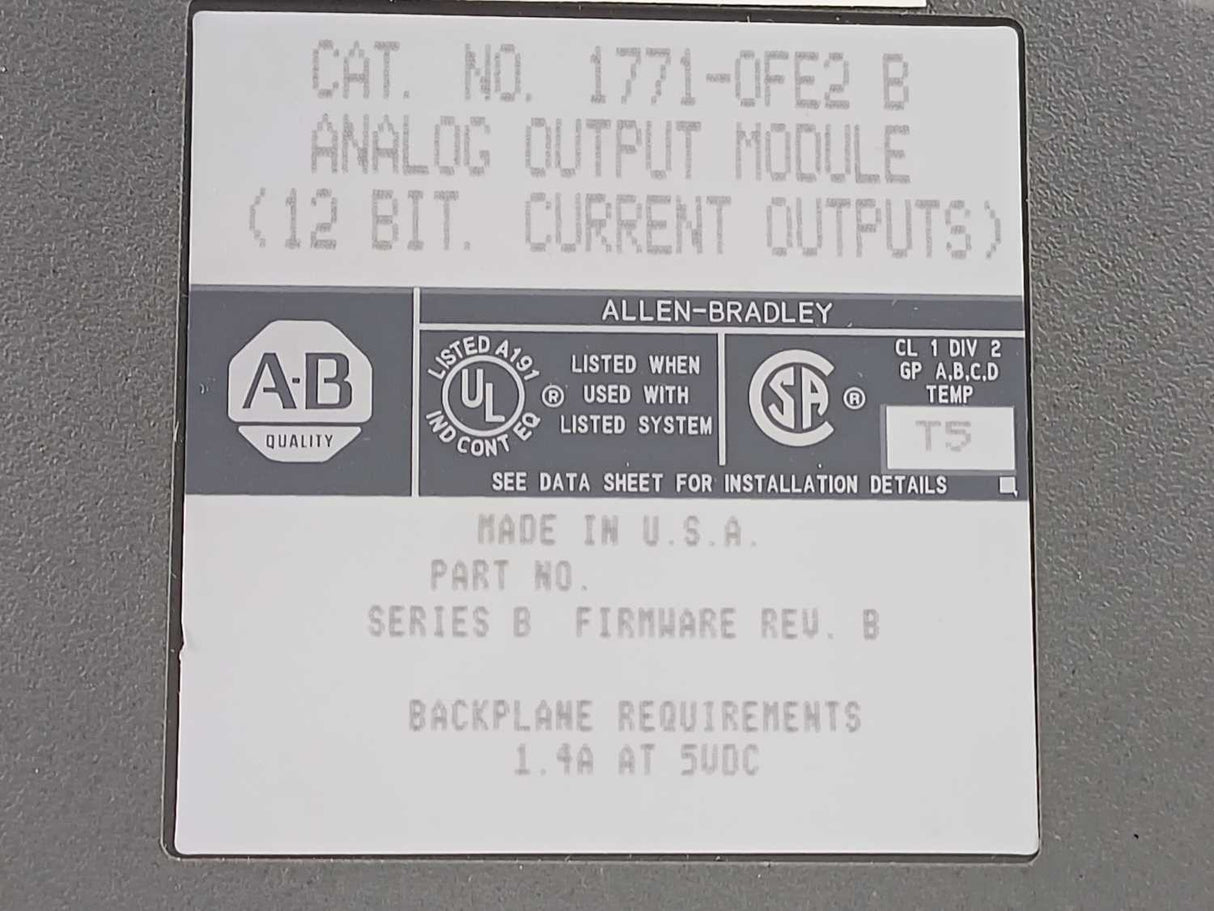 CAT. NO. 1771-OFE2 B
ANALOG OUTPUT MODULE
(12 BIT. CURRENT OUTPUTS)
ALLEN-BRADLEY
A-B
QUALITY
LISTED A191
UL
IND CONT EQ
®
LISTED WHEN
USED WITH
LISTED SYSTEM
SA
®
CL 1 DIV 2
GP A,B,C,D
TEMP
T5
SEE DATA SHEET FOR INSTALLATION DETAILS
MADE IN U.S.A.
PART NO.
SERIES B FIRMWARE REV. B
BACKPLANE REQUIREMENTS
1.4A AT 5VDC